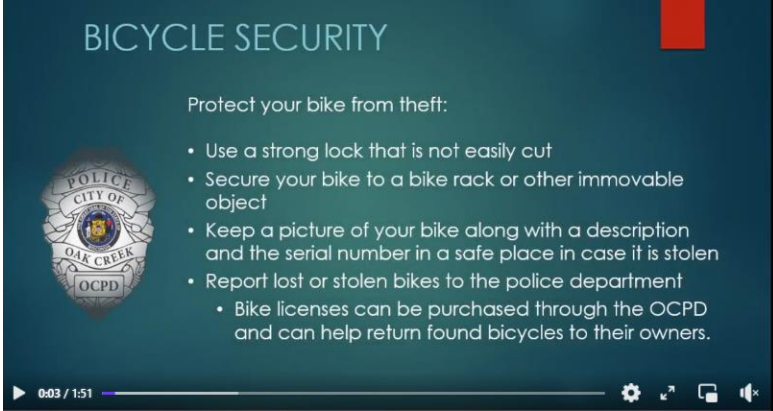 BICYCLE SECURITY
Protect your bike from theft:
• Use a strong lock that is not easily cut
• Secure your bike to a bike rack or other immovable
object
• Keep a picture of your bike along with a description
and the serial number in a safe place in case it is stolen
• Report lost or stolen bikes to the police department
• Bike licenses can be purchased through the OCPD
and can help return found bicycles to their owners.
POLICE
CITY OF
OAK CREEK
OCPD
0:03 / 1:51